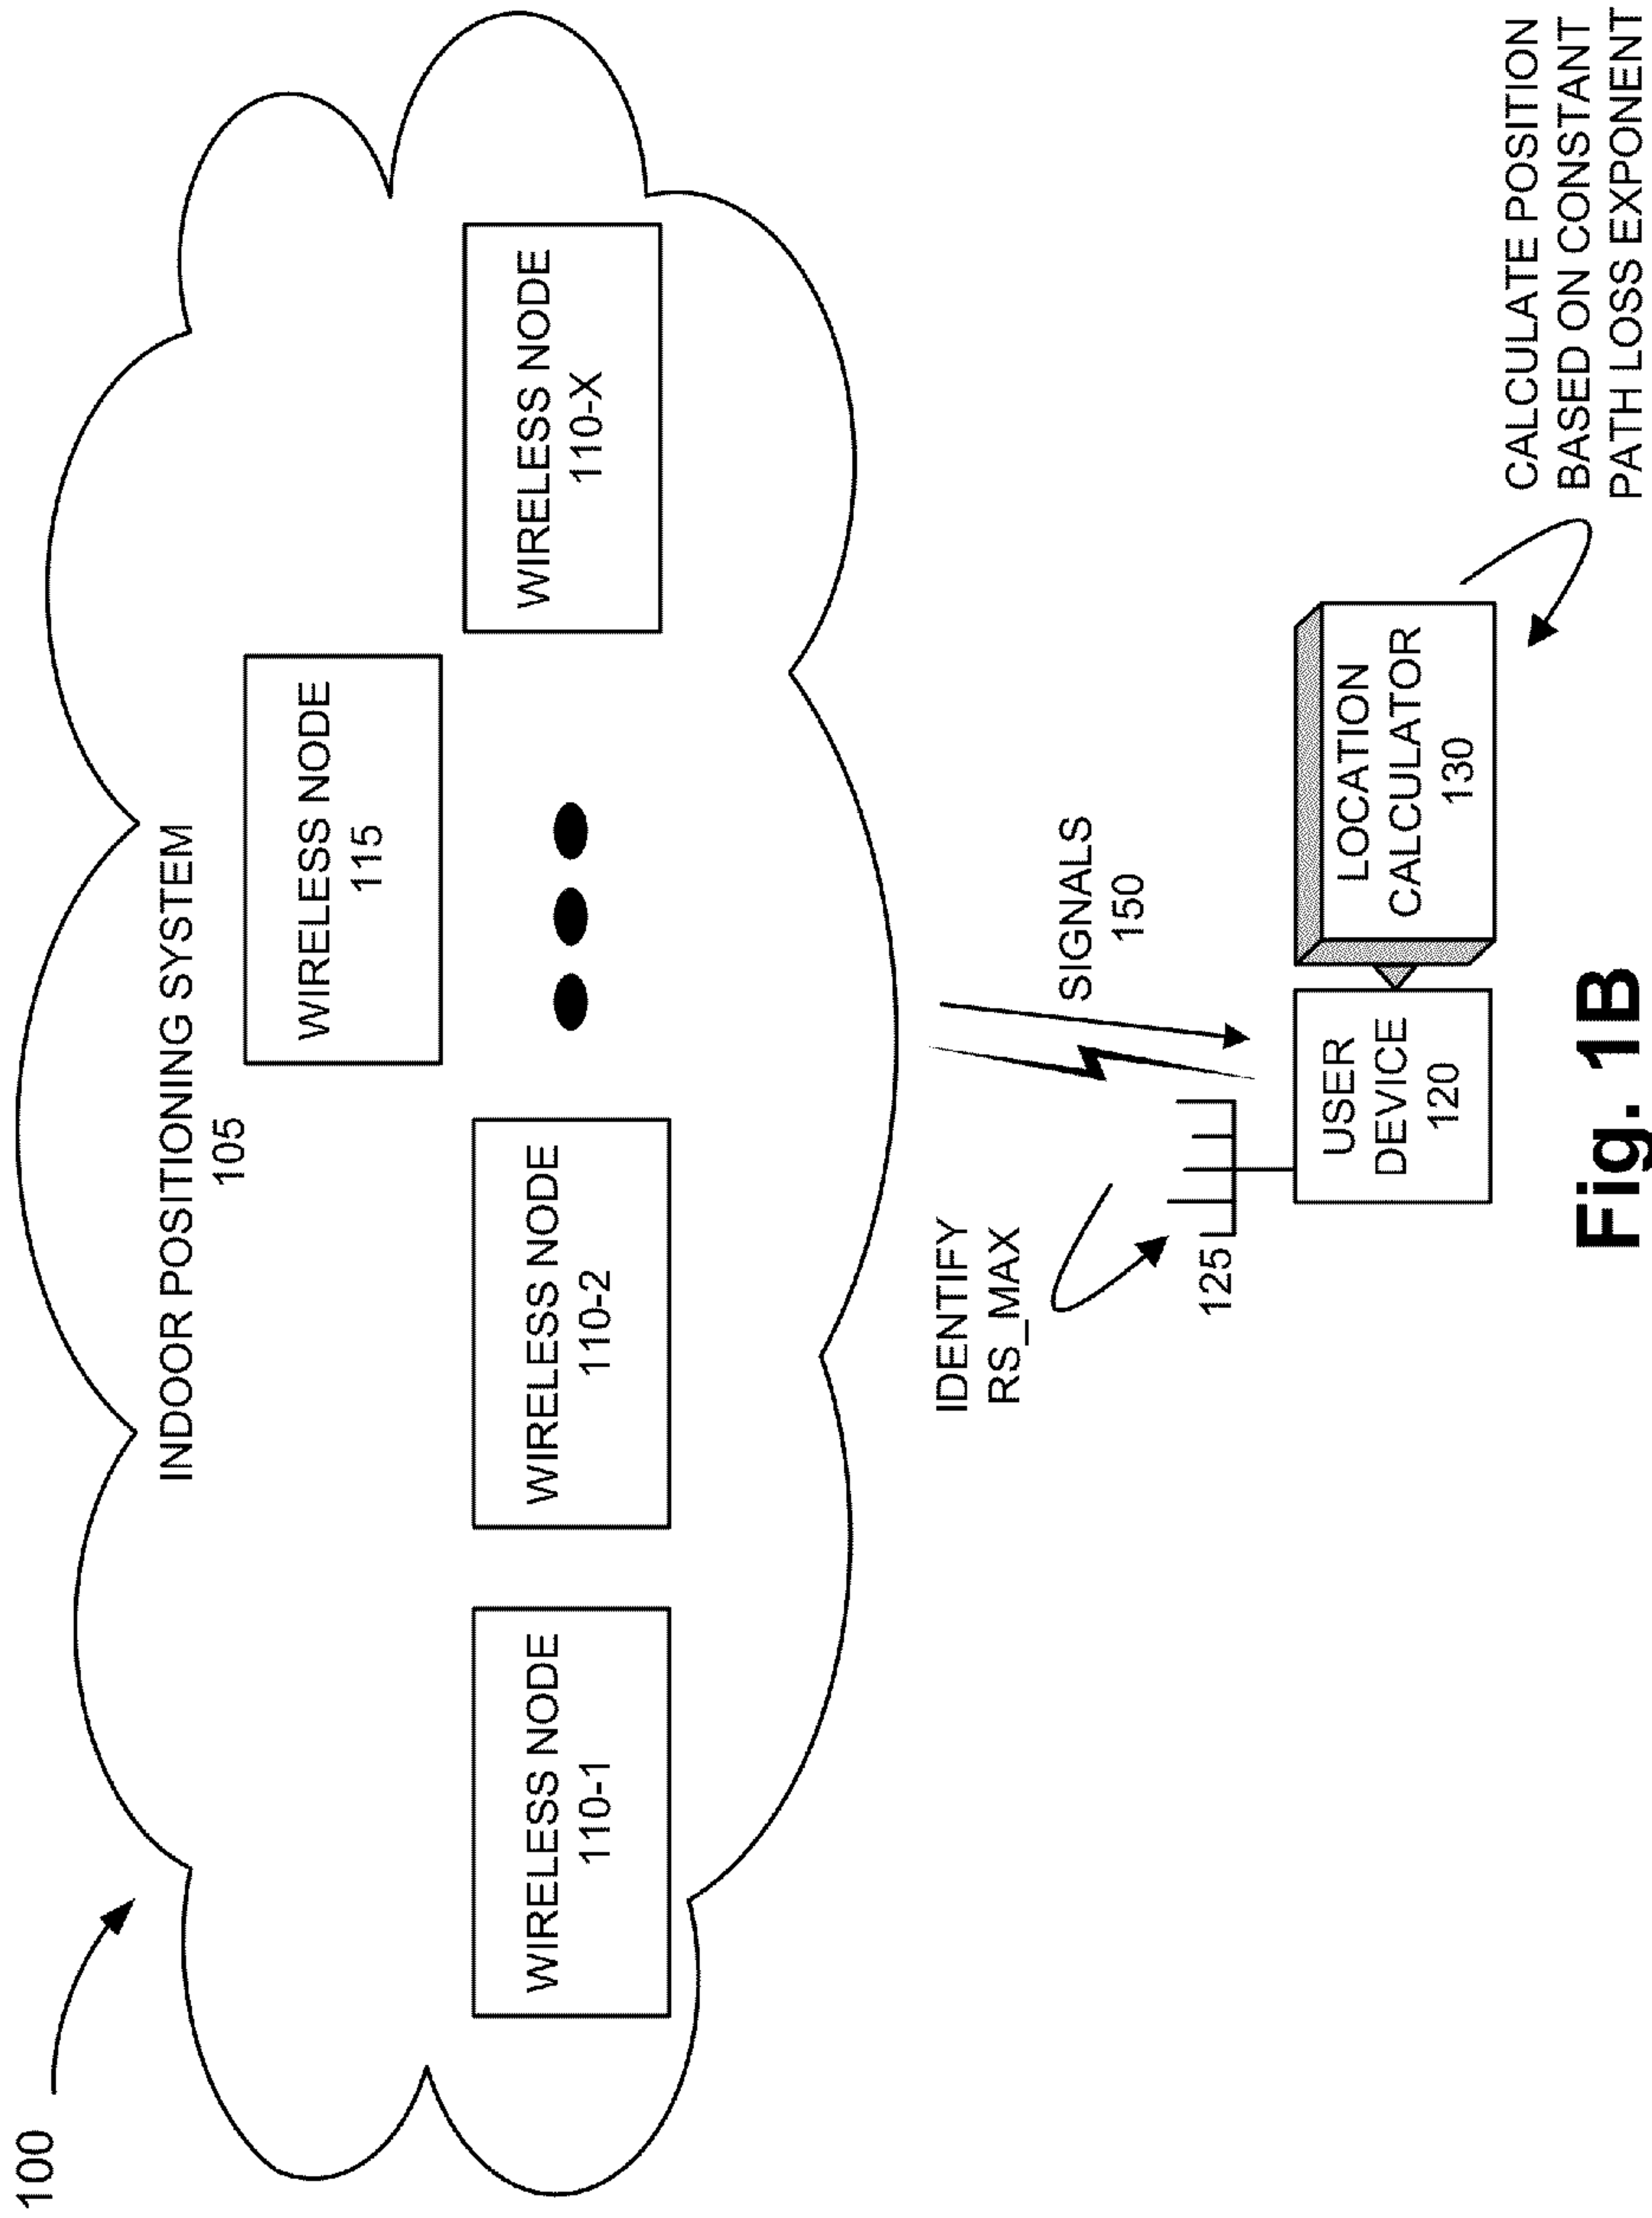 100
INDOOR POSITIONING SYSTEM
105
WIRELESS NODE
115
WIRELESS NODE
110-1
WIRELESS NODE
110-2
WIRELESS NODE
110-X
IDENTIFY
RS_MAX
SIGNALS
150
125
USER
DEVICE
120
LOCATION
CALCULATOR
130
CALCULATE POSITION
BASED ON CONSTANT
PATH LOSS EXPONENT
Fig. 1B